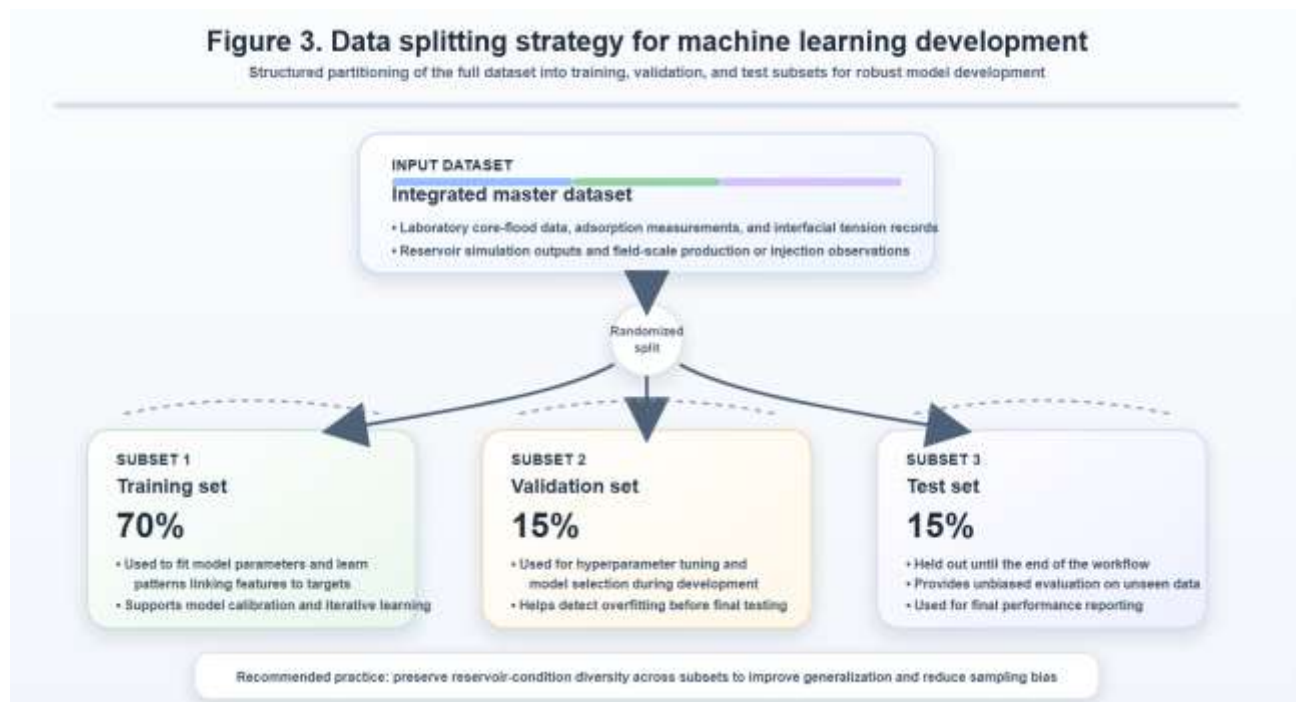 Figure 3. Data splitting strategy for machine learning development
Structured partitioning of the full dataset into training, validation, and test subsets for robust model development
INPUT DATASET
Integrated master dataset
• Laboratory core-flood data, adsorption measurements, and interfacial tension records
• Reservoir simulation outputs and field-scale production or injection observations
Randomized
split
SUBSET 1
Training set
70%
• Used to fit model parameters and learn
patterns linking features to targets
• Supports model calibration and iterative learning
SUBSET 2
Validation set
15%
• Used for hyperparameter tuning and
model selection during development
• Helps detect overfitting before final testing
SUBSET 3
Test set
15%
• Held out until the end of the workflow
• Provides unbiased evaluation on unseen data
• Used for final performance reporting
Recommended practice: preserve reservoir-condition diversity across subsets to improve generalization and reduce sampling bias